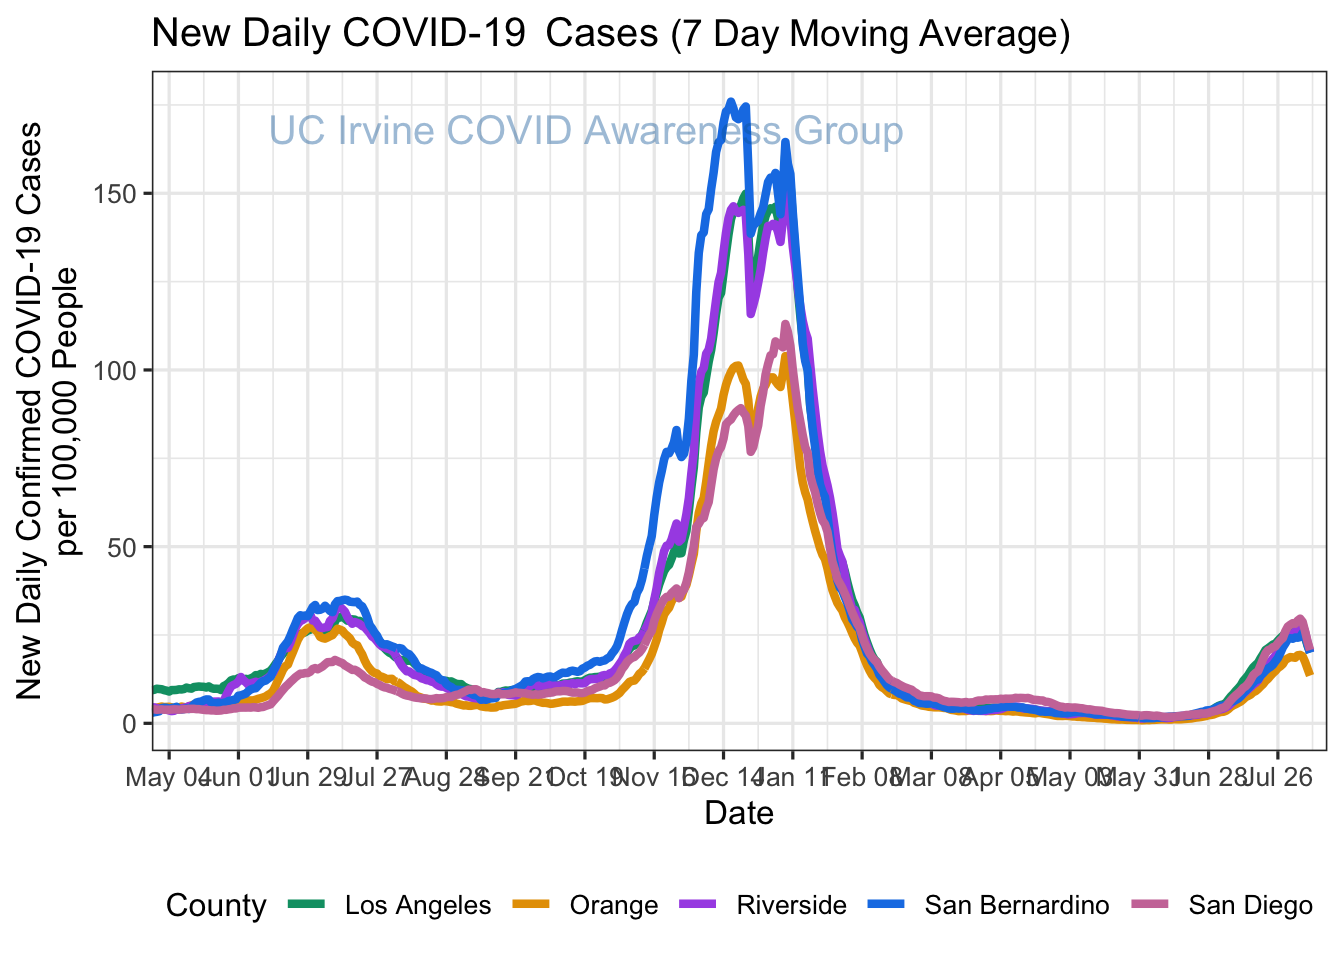 New Daily COVID-19  Cases (7 Day Moving Average)
UC Irvine COVID Awareness Group
New Daily Confirmed COVID-19 Cases
per 100,000 People
150
100
50
0
May 04 Jun 01 Jun 29 Jul 27 Aug 24 Sep 21 Oct 19 Nov 16 Dec 14 Jan 11 Feb 08 Mar 08 Apr 05 May 03 May 31 Jun 28 Jul 26
Date
County Los Angeles Orange Riverside San Bernardino San Diego